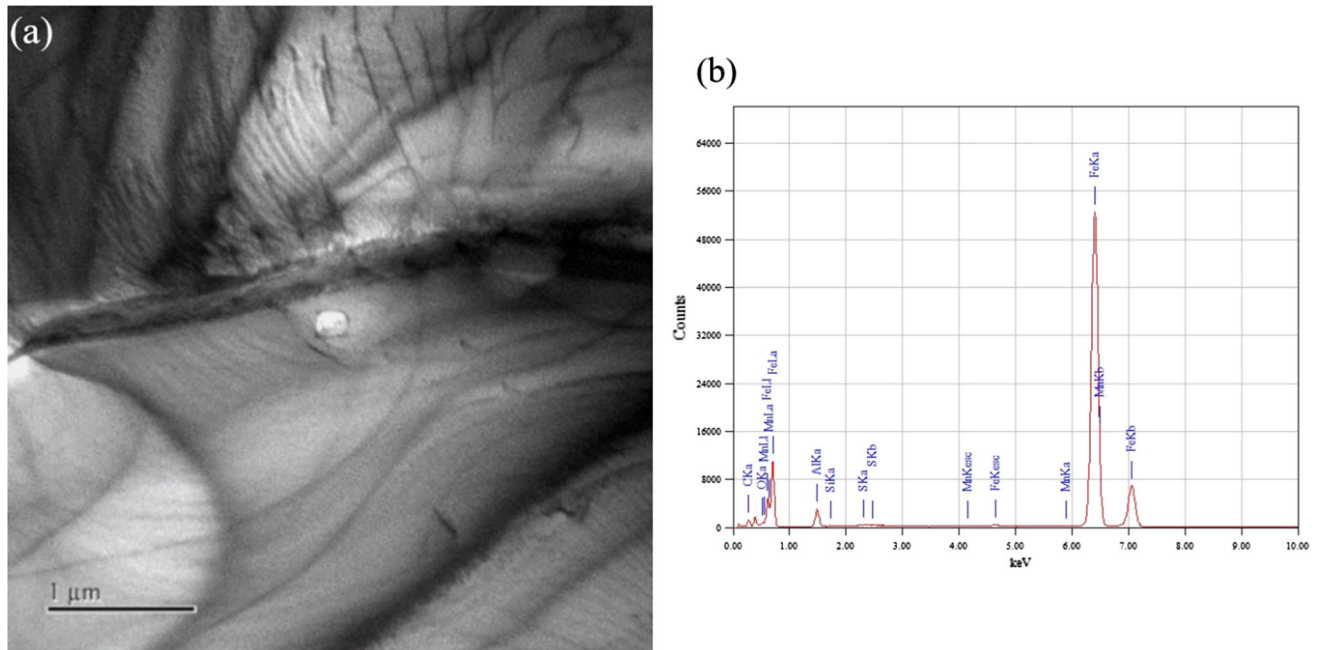 (a)
1 μm
(b)
Counts
64000
56000
48000
40000
32000
24000
16000
8000
0
CKa
OKa
MnLl
MnLa
FeLl
FeLa
AlKa
SiKa
SKa
SKb
MnKesc
FeKesc
MnKa
FeKa
MnKb
FeKb
0.00 1.00 2.00 3.00 4.00 5.00 6.00 7.00 8.00 9.00 10.00
keV